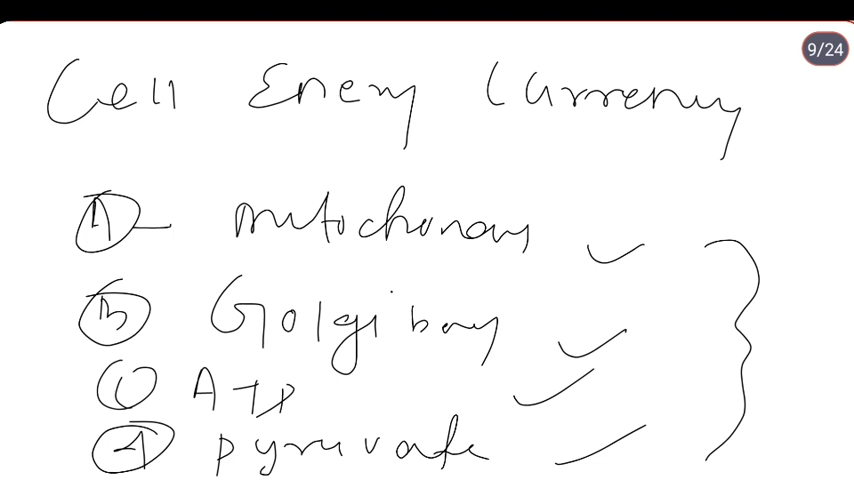 9/24
Cell Enery Currency
A mitochondria
B Golgi body
C ATP
D pyruvate